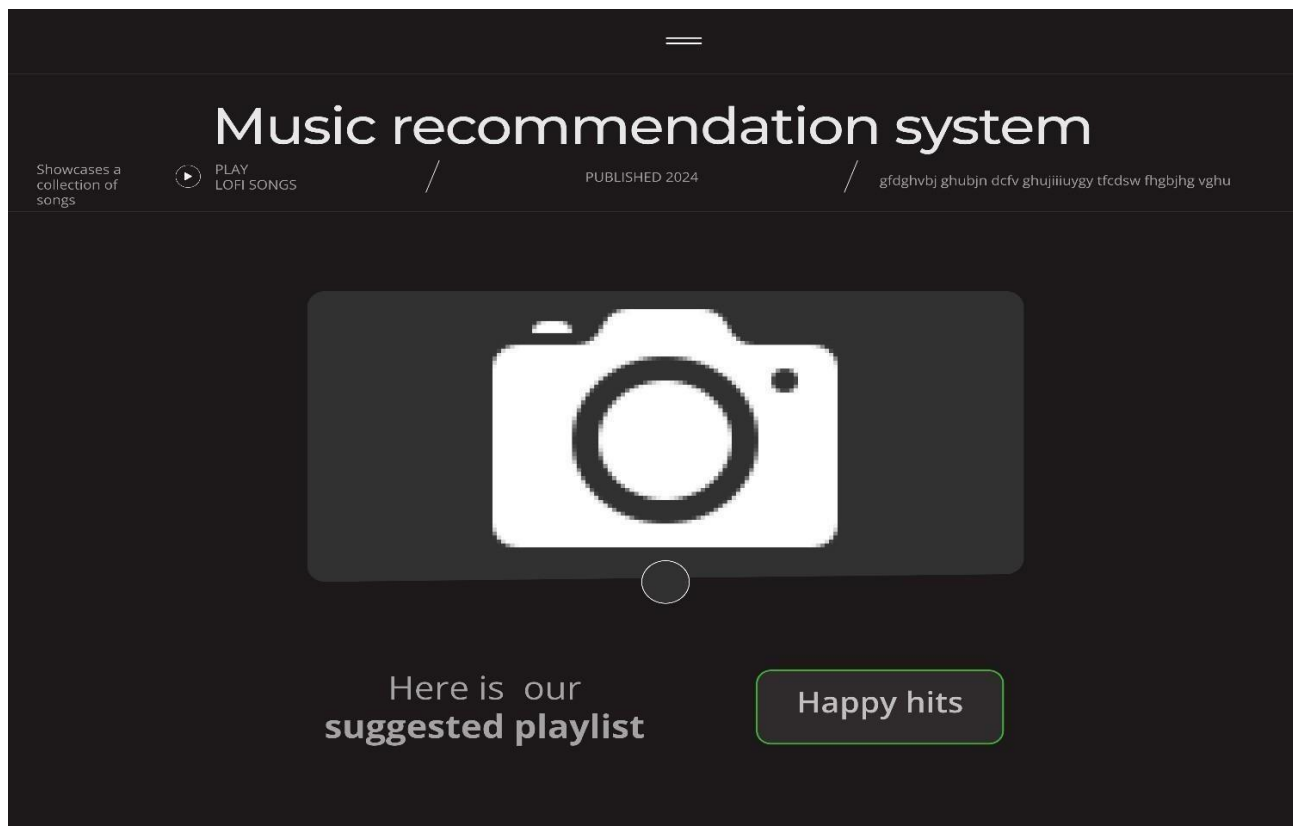 Music recommendation system
Showcases a
collection of
songs
PLAY
LOFI SONGS
PUBLISHED 2024
gfdghvbj ghubjn dcfv ghujiiiuygy tfcdsw fhgbjhg vghu
Here is our
suggested playlist
Happy hits